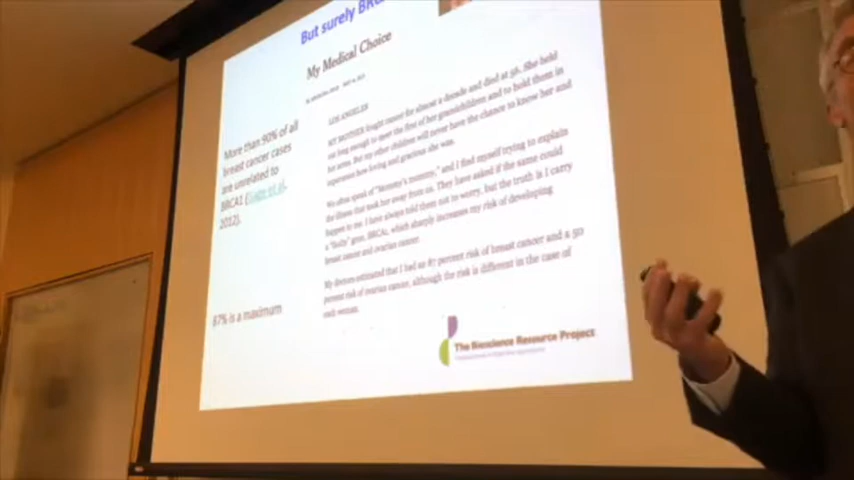 But surely BRCA
My Medical Choice
More than 90% of all
breast cancer cases
are unrelated to
BRCA1
2012).
87% is a maximum
LOS ANGELES
MY MOTHER fought cancer for almost a decade and died at 56. She held
out long enough to meet the first of her grandchildren and to hold them in
her arms. But my other children will never have the chance to know her and
experience how loving and gracious she was.
We often speak of "Mommy's mommy," and I find myself trying to explain
the illness that took her away from us. They have asked if the same could
happen to me. I have always told them not to worry, but the truth is I carry
a "faulty" gene, BRCA1, which sharply increases my risk of developing
breast cancer and ovarian cancer.
My doctors estimated that I had an 87 percent risk of breast cancer and a 50
percent risk of ovarian cancer, although the risk is different in the case of
each woman.
The Bioscience Resource Project